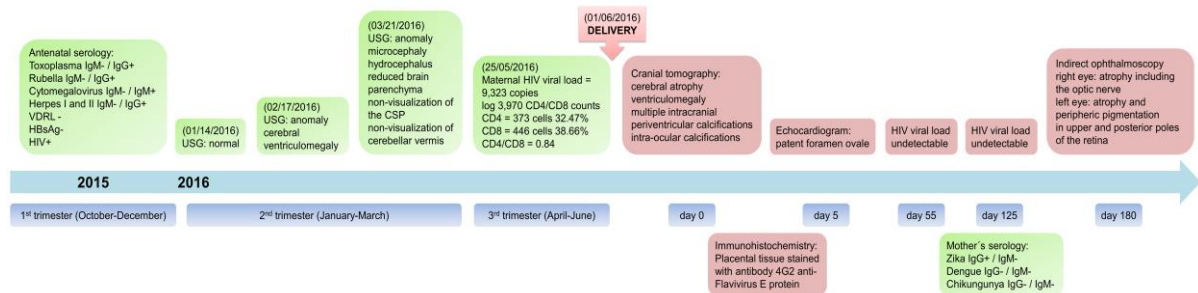 Antenatal serology:
Toxoplasma IgM- / IgG+
Rubella IgM- / IgG+
Cytomegalovirus IgM- / IgM+
Herpes I and II IgM- / IgG+
VDRL -
HBsAg-
HIV+
(01/14/2016)
USG: normal
(02/17/2016)
USG: anomaly
cerebral
ventriculomegaly
(03/21/2016)
USG: anomaly
microcephaly
hydrocephalus
reduced brain
parenchyma
non-visualization
of the CSP
non-visualization of
cerebellar vermis
(25/05/2016)
Maternal HIV viral load =
9,323 copies
log 3,970 CD4/CD8 counts
CD4 = 373 cells 32.47%
CD8 = 446 cells 38.66%
CD4/CD8 = 0.84
(01/06/2016)
DELIVERY
Cranial tomography:
cerebral atrophy
ventriculomegaly
multiple intracranial
periventricular calcifications
intra-ocular calcifications
Echocardiogram:
patent foramen ovale
HIV viral load
undetectable
HIV viral load
undetectable
Indirect ophthalmoscopy
right eye: atrophy including
the optic nerve
left eye: atrophy and
peripheric pigmentation
in upper and posterior poles
of the retina
2015
2016
1st trimester (October-December)
2nd trimester (January-March)
3rd trimester (April-June)
day 0
day 5
day 55
day 125
day 180
Immunohistochemistry:
Placental tissue stained
with antibody 4G2 anti-
Flavivirus E protein
Mother´s serology:
Zika IgG+ / IgM-
Dengue IgG- / IgM-
Chikungunya IgG- / IgM-